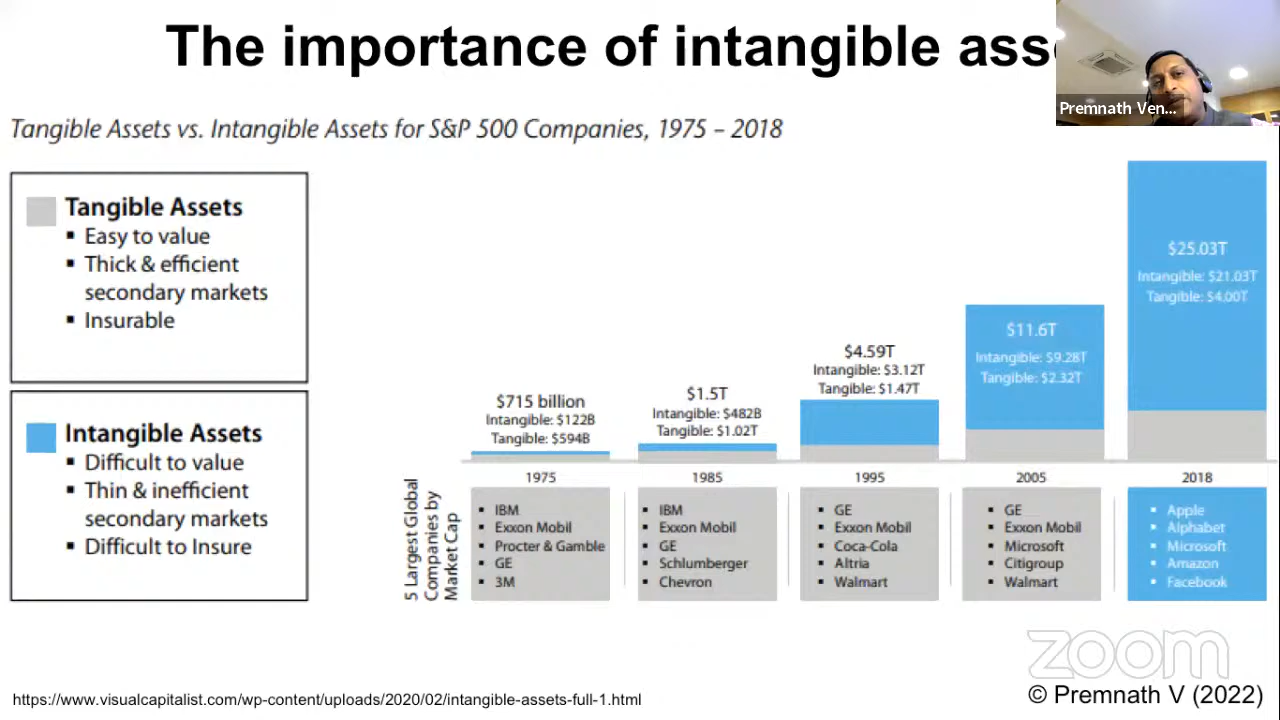 The importance of intangible ass
Premnath Ven...
Tangible Assets vs. Intangible Assets for S&P 500 Companies, 1975 – 2018
Tangible Assets
▪ Easy to value
▪ Thick & efficient
secondary markets
▪ Insurable
Intangible Assets
▪ Difficult to value
▪ Thin & inefficient
secondary markets
▪ Difficult to Insure
$715 billion
Intangible: $122B
Tangible: $594B
$1.5T
Intangible: $482B
Tangible: $1.02T
$4.59T
Intangible: $3.12T
Tangible: $1.47T
$11.6T
Intangible: $9.28T
Tangible: $2.32T
$25.03T
Intangible: $21.03T
Tangible: $4.00T
5 Largest Global
Companies by
Market Cap
1975
▪ IBM
▪ Exxon Mobil
▪ Procter & Gamble
▪ GE
▪ 3M
1985
▪ IBM
▪ Exxon Mobil
▪ GE
▪ Schlumberger
▪ Chevron
1995
▪ GE
▪ Exxon Mobil
▪ Coca-Cola
▪ Altria
▪ Walmart
2005
▪ GE
▪ Exxon Mobil
▪ Microsoft
▪ Citigroup
▪ Walmart
2018
▪ Apple
▪ Alphabet
▪ Microsoft
▪ Amazon
▪ Facebook
zoom
https://www.visualcapitalist.com/wp-content/uploads/2020/02/intangible-assets-full-1.html
© Premnath V (2022)